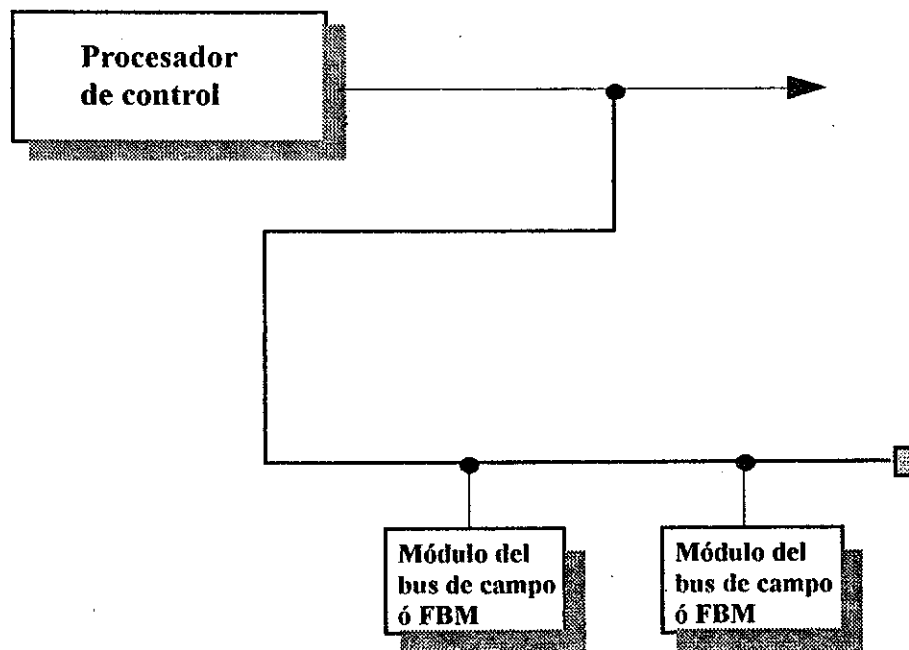 Procesador
de control
Módulo del
bus de campo
ó FBM
Módulo del
bus de campo
ó FBM